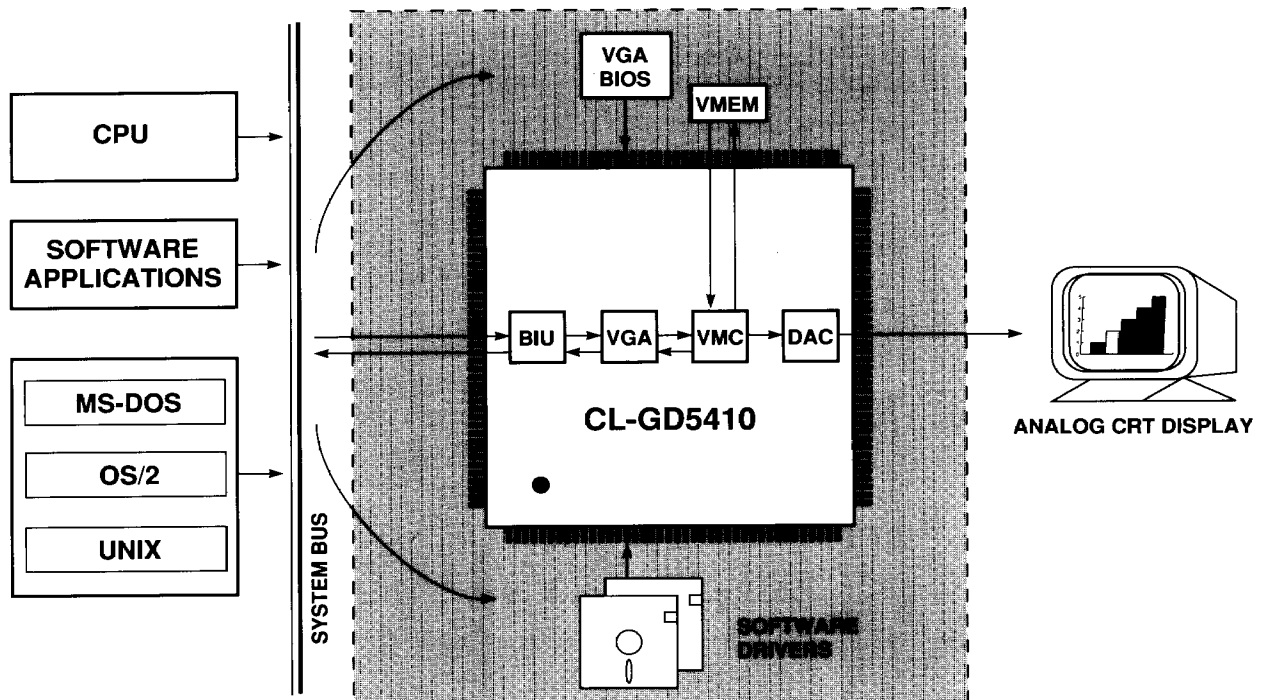 CPU
SOFTWARE
APPLICATIONS
MS-DOS
OS/2
UNIX
SYSTEM BUS
VGA
BIOS
VMEM
BIU
VGA
VMC
DAC
CL-GD5410
SOFTWARE
DRIVERS
ANALOG CRT DISPLAY